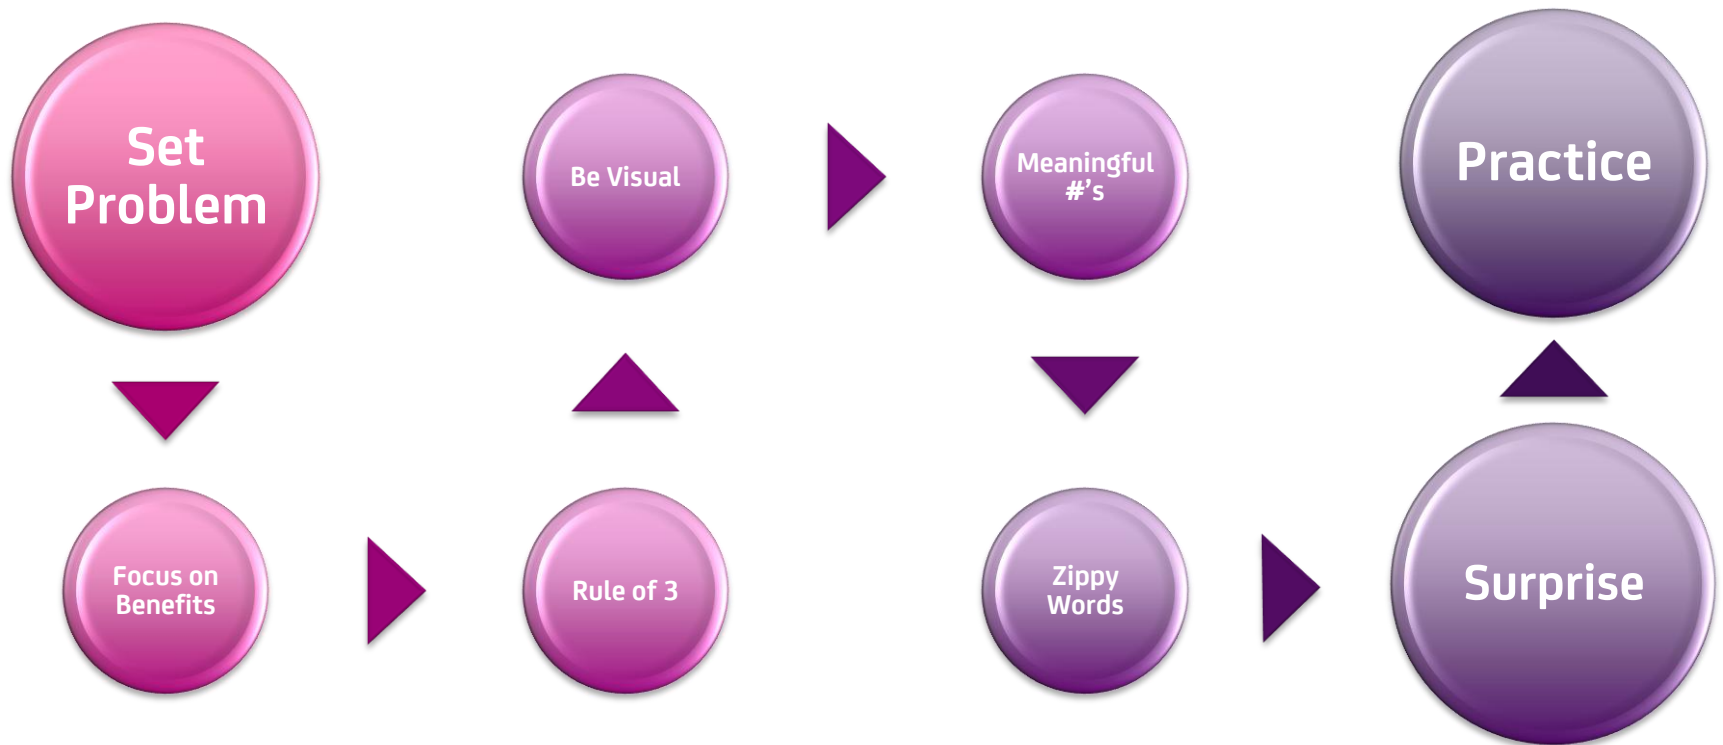 Set
Problem
Focus on
Benefits
Rule of 3
Be Visual
Meaningful
#’s
Zippy
Words
Surprise
Practice